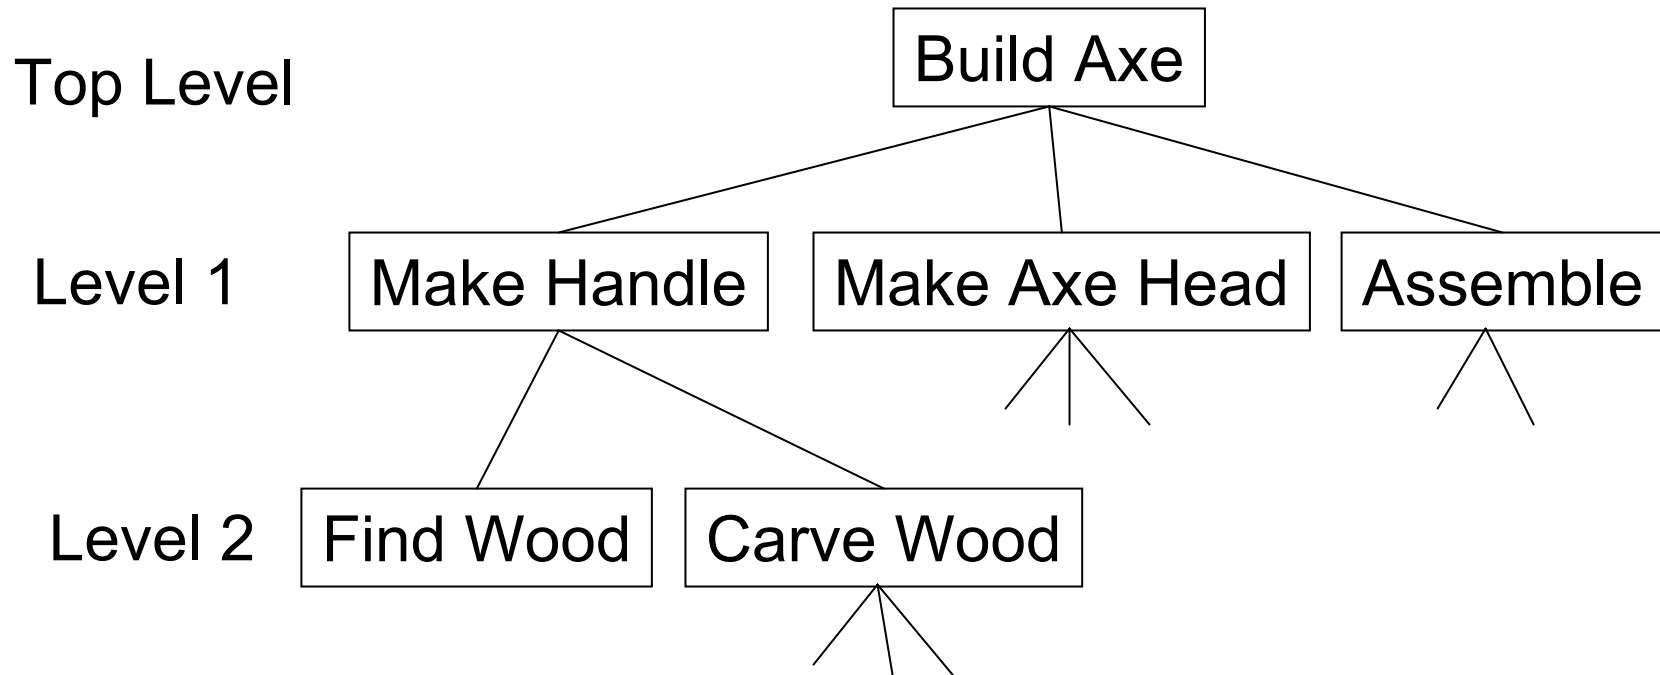 Top Level
Build Axe
Level 1
Make Handle
Make Axe Head
Assemble
Level 2
Find Wood
Carve Wood